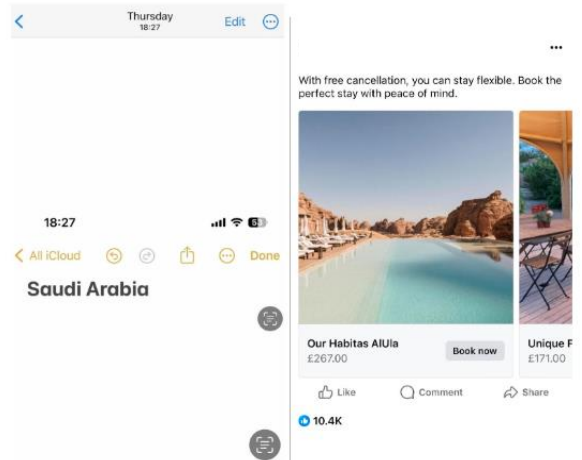 Thursday
18:27
Edit
18:27
All iCloud
Done
Saudi Arabia
With free cancellation, you can stay flexible. Book the
perfect stay with peace of mind.
Our Habitas AlUla
£267.00
Book now
Unique F
£171.00
Like
Comment
Share
10.4K